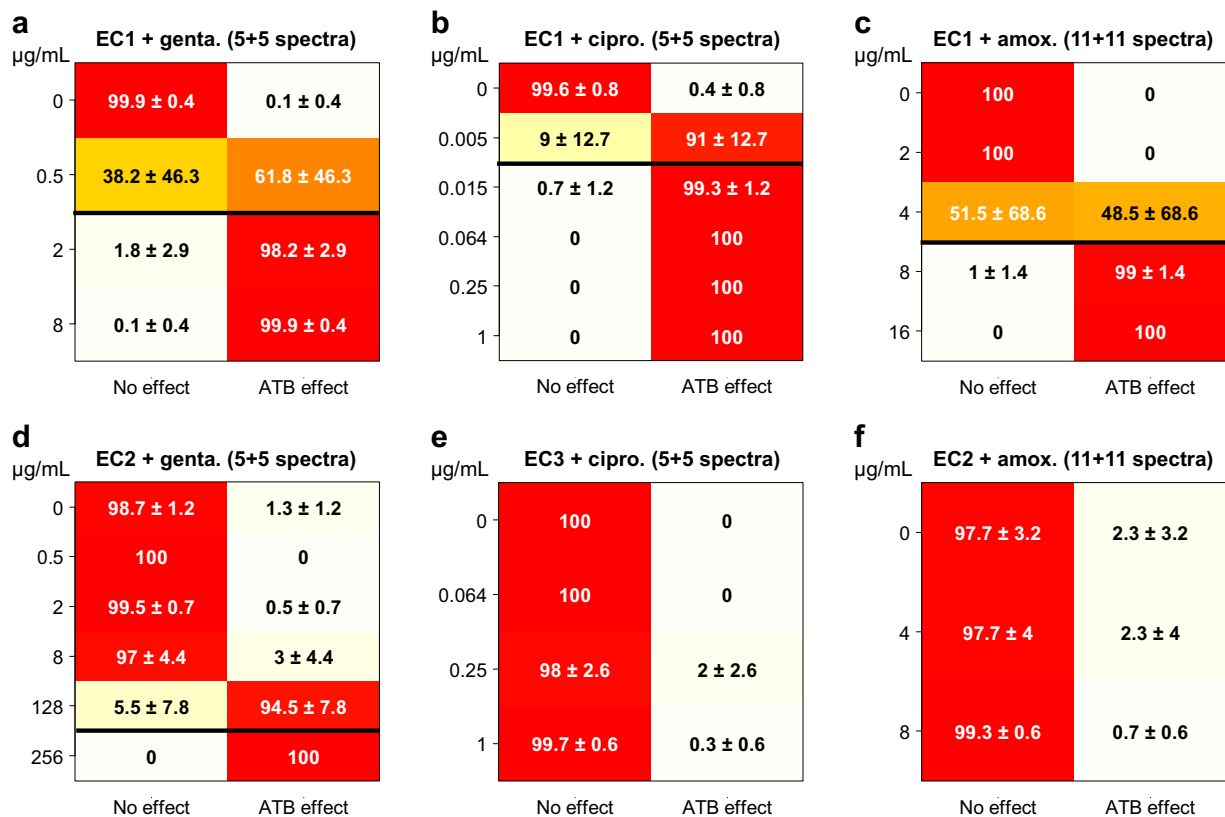 a
EC1 + genta. (5+5 spectra)
µg/mL
0 99.9 ± 0.4 0.1 ± 0.4
0.5 38.2 ± 46.3 61.8 ± 46.3
2 1.8 ± 2.9 98.2 ± 2.9
8 0.1 ± 0.4 99.9 ± 0.4
No effect ATB effect
b
EC1 + cipro. (5+5 spectra)
µg/mL
0 99.6 ± 0.8 0.4 ± 0.8
0.005 9 ± 12.7 91 ± 12.7
0.015 0.7 ± 1.2 99.3 ± 1.2
0.064 0 100
0.25 0 100
1 0 100
No effect ATB effect
c
EC1 + amox. (11+11 spectra)
µg/mL
0 100 0
2 100 0
4 51.5 ± 68.6 48.5 ± 68.6
8 1 ± 1.4 99 ± 1.4
16 0 100
No effect ATB effect
d
EC2 + genta. (5+5 spectra)
µg/mL
0 98.7 ± 1.2 1.3 ± 1.2
0.5 100 0
2 99.5 ± 0.7 0.5 ± 0.7
8 97 ± 4.4 3 ± 4.4
128 5.5 ± 7.8 94.5 ± 7.8
256 0 100
No effect ATB effect
e
EC3 + cipro. (5+5 spectra)
µg/mL
0 100 0
0.064 100 0
0.25 98 ± 2.6 2 ± 2.6
1 99.7 ± 0.6 0.3 ± 0.6
No effect ATB effect
f
EC2 + amox. (11+11 spectra)
µg/mL
0 97.7 ± 3.2 2.3 ± 3.2
4 97.7 ± 4 2.3 ± 4
8 99.3 ± 0.6 0.7 ± 0.6
No effect ATB effect